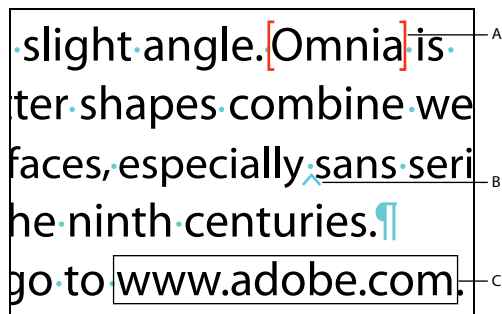 ·slight·angle.[Omnia]·is· A
tter·shapes·combine·we
faces,·especially·sans·seri
B
he·ninth·centuries.¶
go·to·www.adobe.com. C